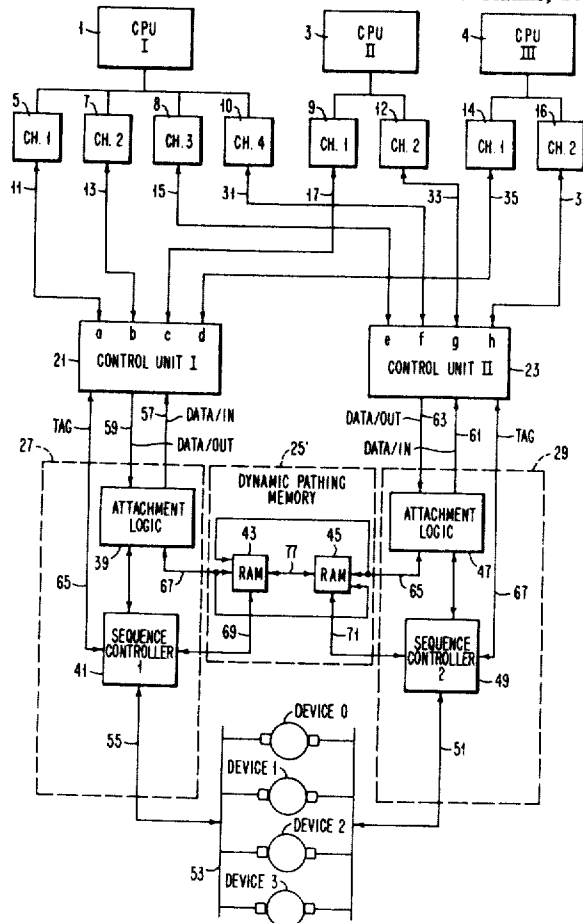 1
CPU
I
3
CPU
II
4
CPU
III
5
7
8
10
9
12
14
16
CH. 1
CH. 2
CH. 3
CH. 4
CH. 1
CH. 2
CH. 1
CH. 2
11
13
15
31
17
33
35
a b c d
e f g h
21
CONTROL UNIT I
CONTROL UNIT II
23
TAG
59
57
DATA/IN
DATA/OUT
DATA/OUT
63
DATA/IN
61
TAG
27
25'
29
DYNAMIC PATHING
MEMORY
ATTACHMENT
LOGIC
ATTACHMENT
LOGIC
43
45
RAM
77
RAM
39
47
65
67
65
67
69
71
SEQUENCE
CONTROLLER
1
SEQUENCE
CONTROLLER
2
41
49
55
51
DEVICE 0
DEVICE 1
DEVICE 2
DEVICE 3
53